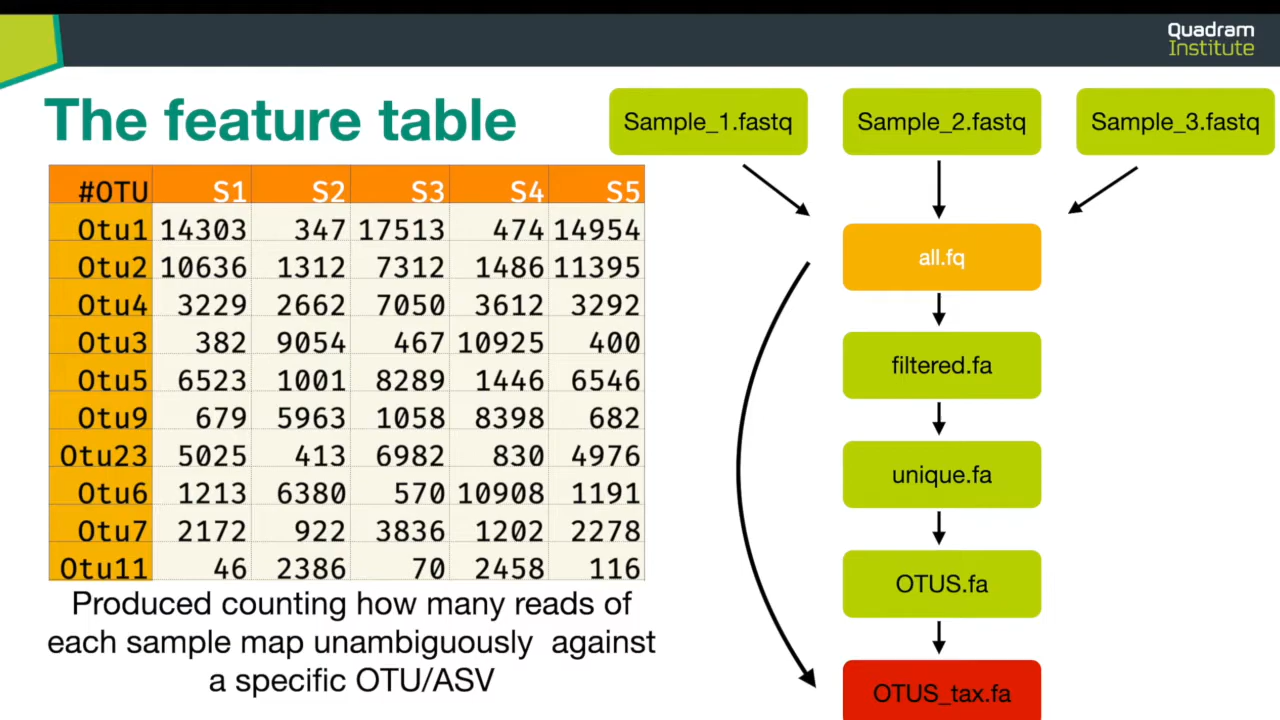 Quadram
Institute
The feature table
#OTU S1 S2 S3 S4 S5
Otu1 14303 347 17513 474 14954
Otu2 10636 1312 7312 1486 11395
Otu4 3229 2662 7050 3612 3292
Otu3 382 9054 467 10925 400
Otu5 6523 1001 8289 1446 6546
Otu9 679 5963 1058 8398 682
Otu23 5025 413 6982 830 4976
Otu6 1213 6380 570 10908 1191
Otu7 2172 922 3836 1202 2278
Otu11 46 2386 70 2458 116
Produced counting how many reads of
each sample map unambiguously against
a specific OTU/ASV
Sample_1.fastq
Sample_2.fastq
Sample_3.fastq
all.fq
filtered.fa
unique.fa
OTUS.fa
OTUS_tax.fa